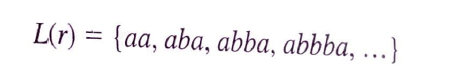 L(r) = {aa, aba, abba, abbba, …}